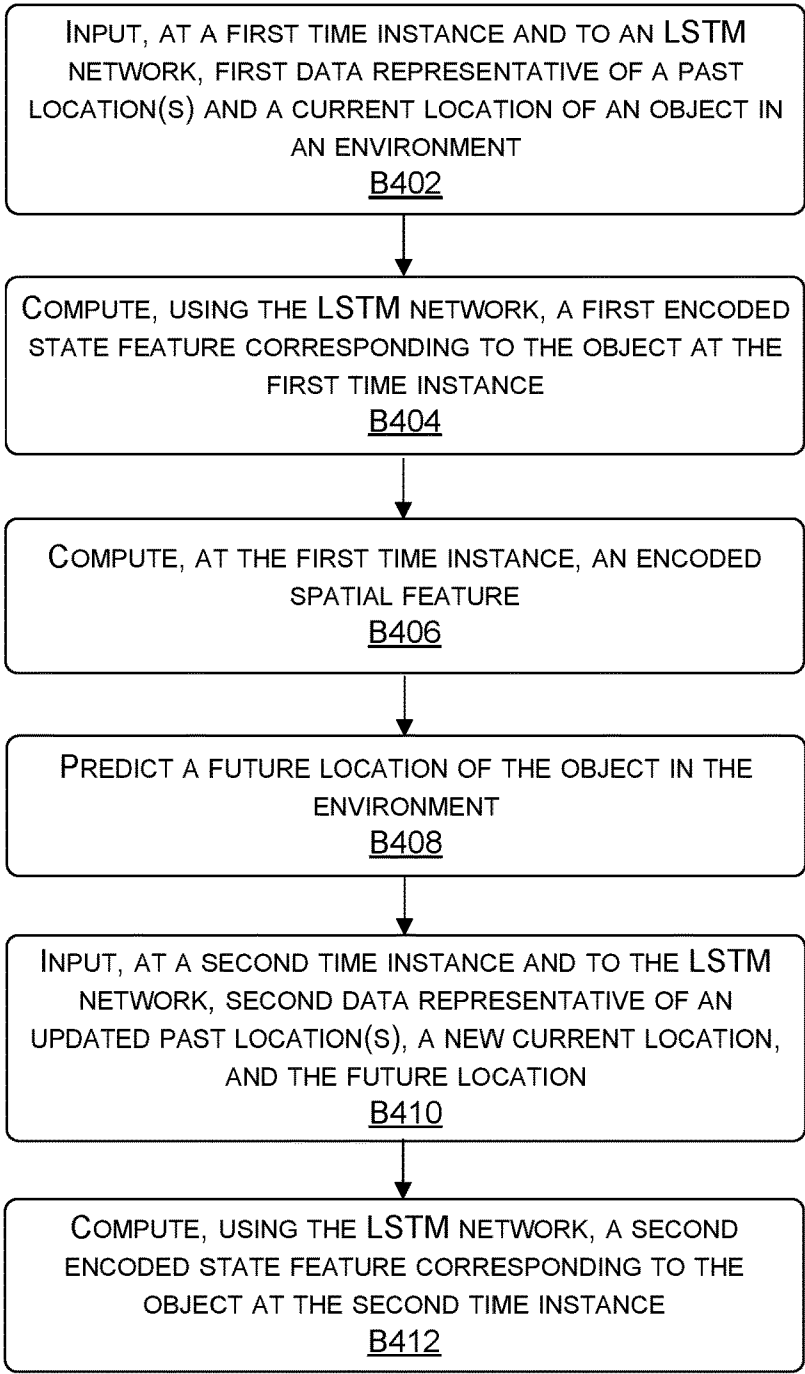 INPUT, AT A FIRST TIME INSTANCE AND TO AN LSTM
NETWORK, FIRST DATA REPRESENTATIVE OF A PAST
LOCATION(S) AND A CURRENT LOCATION OF AN OBJECT IN
AN ENVIRONMENT
B402
COMPUTE, USING THE LSTM NETWORK, A FIRST ENCODED
STATE FEATURE CORRESPONDING TO THE OBJECT AT THE
FIRST TIME INSTANCE
B404
COMPUTE, AT THE FIRST TIME INSTANCE, AN ENCODED
SPATIAL FEATURE
B406
PREDICT A FUTURE LOCATION OF THE OBJECT IN THE
ENVIRONMENT
B408
INPUT, AT A SECOND TIME INSTANCE AND TO THE LSTM
NETWORK, SECOND DATA REPRESENTATIVE OF AN
UPDATED PAST LOCATION(S), A NEW CURRENT LOCATION,
AND THE FUTURE LOCATION
B410
COMPUTE, USING THE LSTM NETWORK, A SECOND
ENCODED STATE FEATURE CORRESPONDING TO THE
OBJECT AT THE SECOND TIME INSTANCE
B412